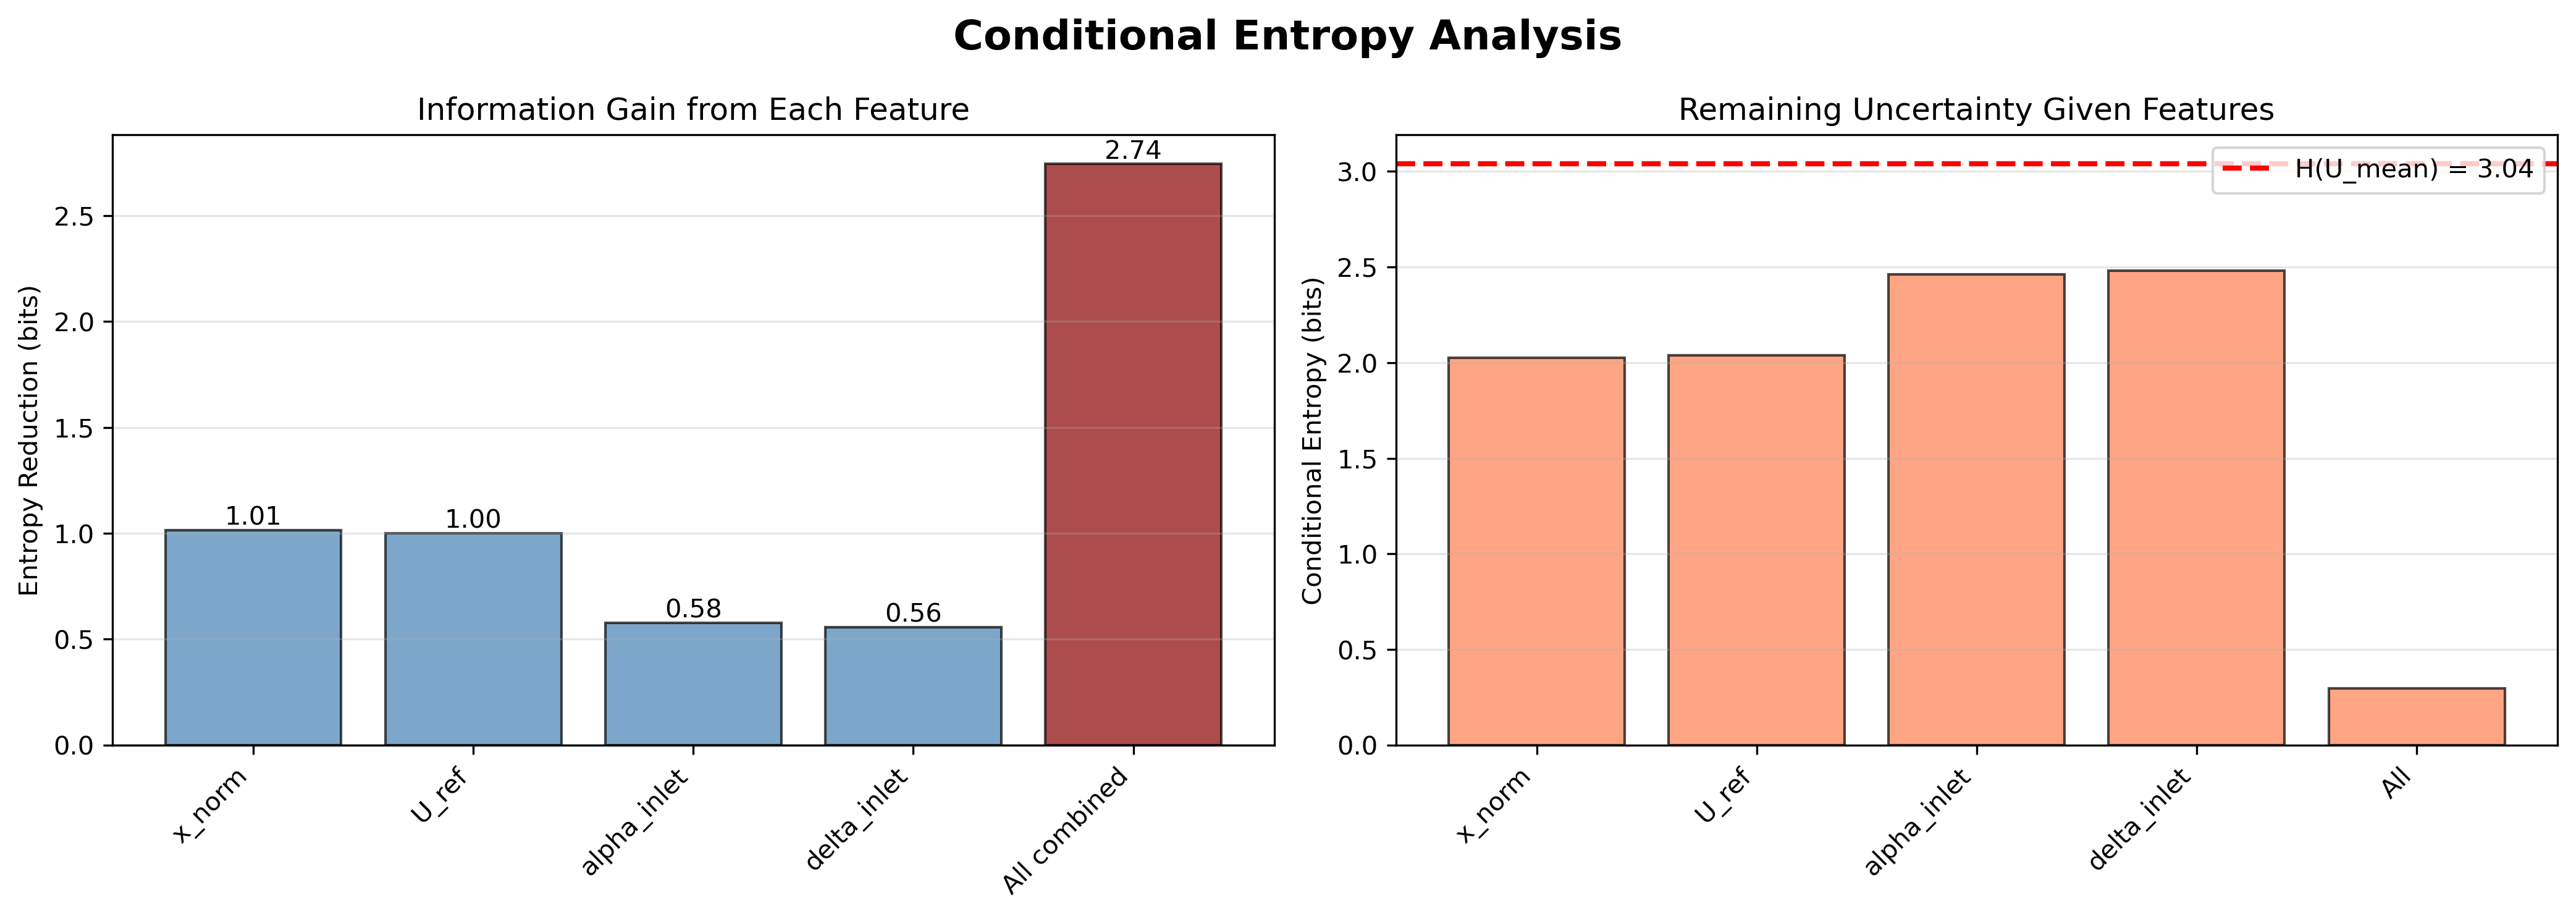 Conditional Entropy Analysis
Information Gain from Each Feature
Entropy Reduction (bits)
2.5
2.0
1.5
1.0
0.5
0.0
1.01
1.00
0.58
0.56
2.74
x_norm
U_ref
alpha_inlet
delta_inlet
All combined
Remaining Uncertainty Given Features
Conditional Entropy (bits)
3.0
2.5
2.0
1.5
1.0
0.5
0.0
H(U_mean) = 3.04
x_norm
U_ref
alpha_inlet
delta_inlet
All